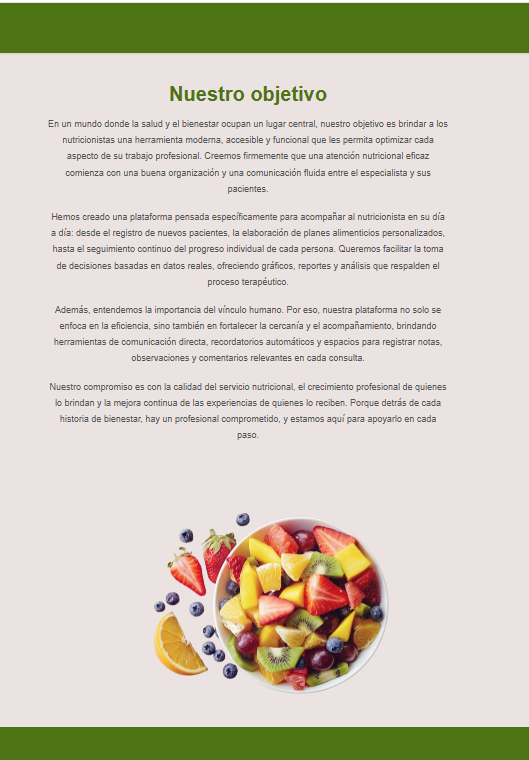 Nuestro objetivo
En un mundo donde la salud y el bienestar ocupan un lugar central, nuestro objetivo es brindar a los
nutricionistas una herramienta moderna, accesible y funcional que les permita optimizar cada
aspecto de su trabajo profesional. Creemos firmemente que una atención nutricional eficaz
comienza con una buena organización y una comunicación fluida entre el especialista y sus
pacientes.
Hemos creado una plataforma pensada específicamente para acompañar al nutricionista en su día
a día: desde el registro de nuevos pacientes, la elaboración de planes alimenticios personalizados,
hasta el seguimiento continuo del progreso individual de cada persona. Queremos facilitar la toma
de decisiones basadas en datos reales, ofreciendo gráficos, reportes y análisis que respalden el
proceso terapéutico.
Además, entendemos la importancia del vínculo humano. Por eso, nuestra plataforma no solo se
enfoca en la eficiencia, sino también en fortalecer la cercanía y el acompañamiento, brindando
herramientas de comunicación directa, recordatorios automáticos y espacios para registrar notas,
observaciones y comentarios relevantes en cada consulta.
Nuestro compromiso es con la calidad del servicio nutricional, el crecimiento profesional de quienes
lo brindan y la mejora continua de las experiencias de quienes lo reciben. Porque detrás de cada
historia de bienestar, hay un profesional comprometido, y estamos aquí para apoyarlo en cada
paso.